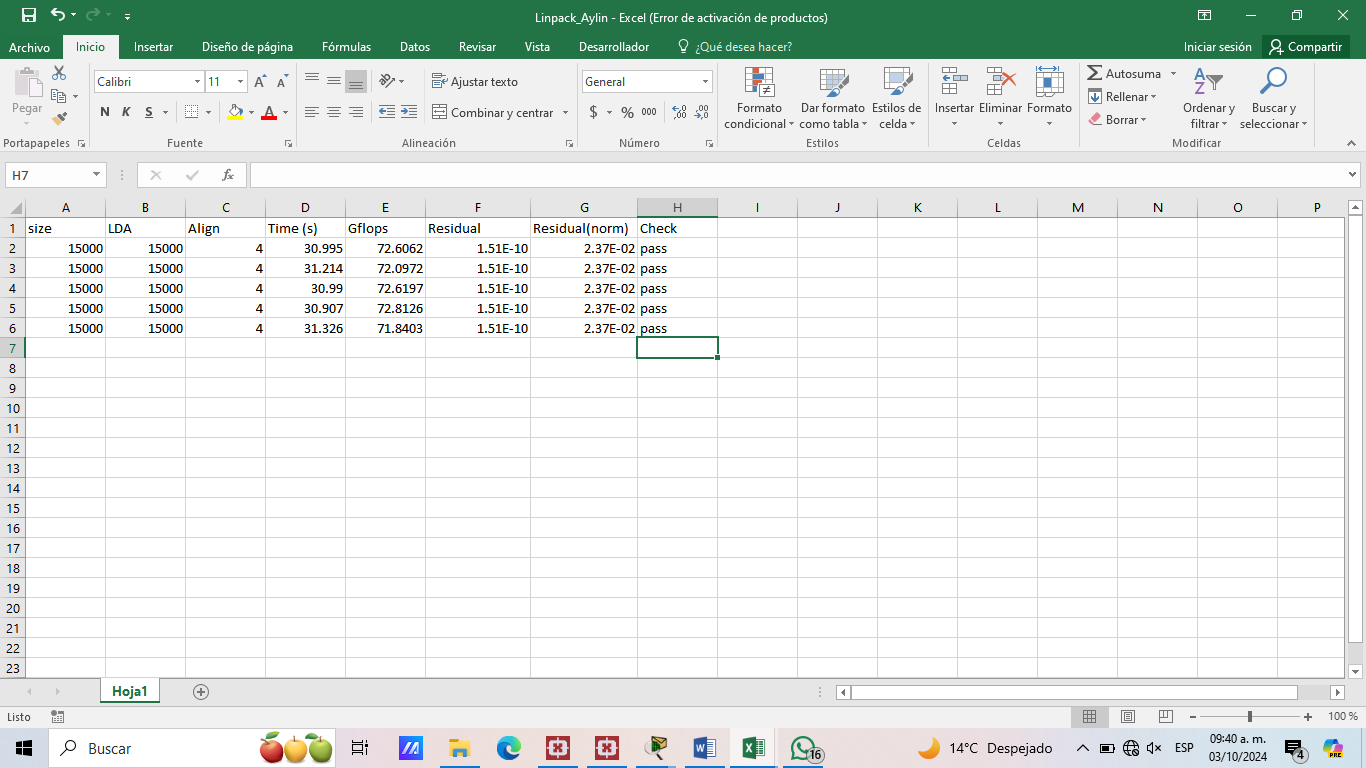 Linpack_Aylin - Excel (Error de activación de productos)
Archivo Inicio Insertar Diseño de página Fórmulas Datos Revisar Vista Desarrollador ¿Qué desea hacer? Iniciar sesión Compartir
Pegar Calibri 11 A A Ajustar texto General Formato condicional Dar formato como tabla Estilos de celda Insertar Eliminar Formato Autosuma Rellenar Borrar Ordenar y filtrar Buscar y seleccionar
N K S A Combinar y centrar $ % 000
Portapapeles Fuente Alineación Número Estilos Celdas Modificar
H7 fx
A B C D E F G H I J K L M N O P
1 size LDA Align Time (s) Gflops Residual Residual(norm) Check
2 15000 15000 4 30.995 72.6062 1.51E-10 2.37E-02 pass
3 15000 15000 4 31.214 72.0972 1.51E-10 2.37E-02 pass
4 15000 15000 4 30.99 72.6197 1.51E-10 2.37E-02 pass
5 15000 15000 4 30.907 72.8126 1.51E-10 2.37E-02 pass
6 15000 15000 4 31.326 71.8403 1.51E-10 2.37E-02 pass
7
8
9
10
11
12
13
14
15
16
17
18
19
20
21
22
23
Hoja1
Listo 100 %
Buscar 16 14°C Despejado ESP 09:40 a. m. 4 PRE
03/10/2024